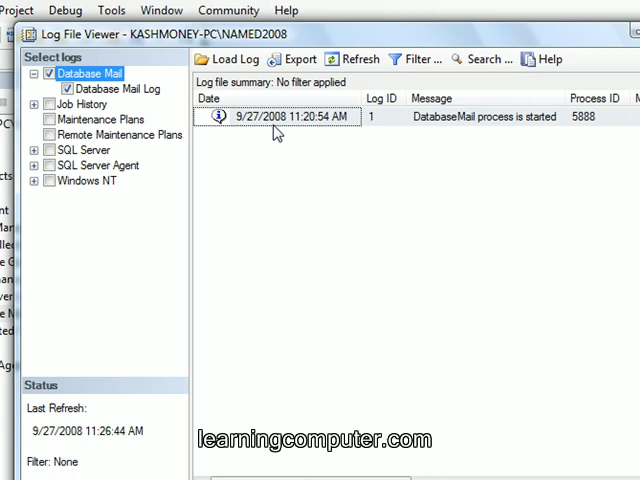 Project Debug Tools Window Community Help
Log File Viewer - KASHMONEY-PC\NAMED2008
Select logs
Database Mail
Database Mail Log
Job History
Maintenance Plans
Remote Maintenance Plans
SQL Server
SQL Server Agent
Windows NT
Load Log Export Refresh Filter ... Search ... Help
Log file summary: No filter applied
Date Log ID Message Process ID
9/27/2008 11:20:54 AM 1 DatabaseMail process is started 5888
Status
Last Refresh:
9/27/2008 11:26:44 AM
Filter: None
learningcomputer.com